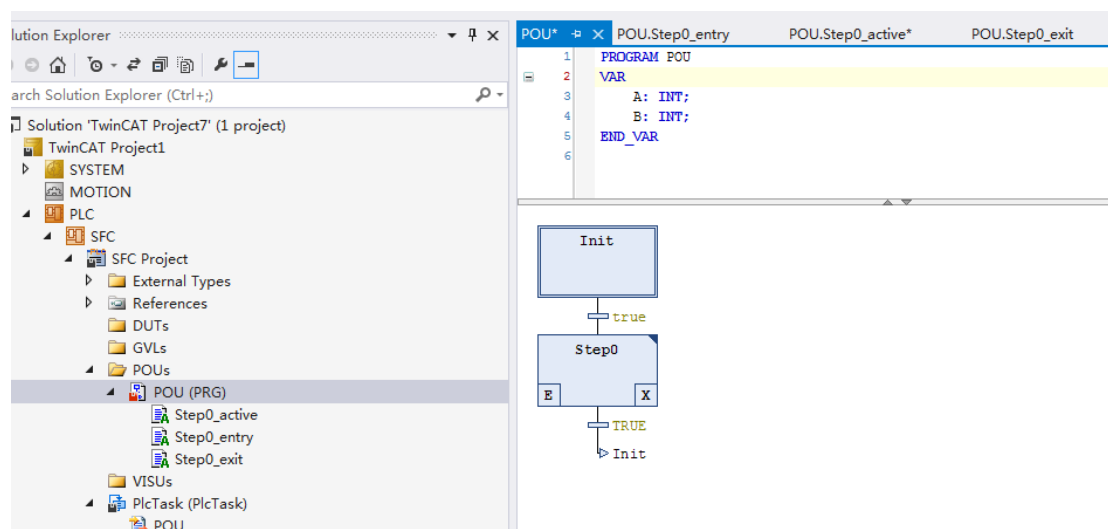 lution Explorer
arch Solution Explorer (Ctrl+;)
Solution 'TwinCAT Project7' (1 project)
TwinCAT Project1
SYSTEM
MOTION
PLC
SFC
SFC Project
External Types
References
DUTs
GVLs
POUs
POU (PRG)
Step0_active
Step0_entry
Step0_exit
VISUs
PlcTask (PlcTask)
POU
POU* POU.Step0_entry POU.Step0_active* POU.Step0_exit
1 PROGRAM POU
2 VAR
3 A: INT;
4 B: INT;
5 END_VAR
6
Init
true
Step0
E X
TRUE
Init